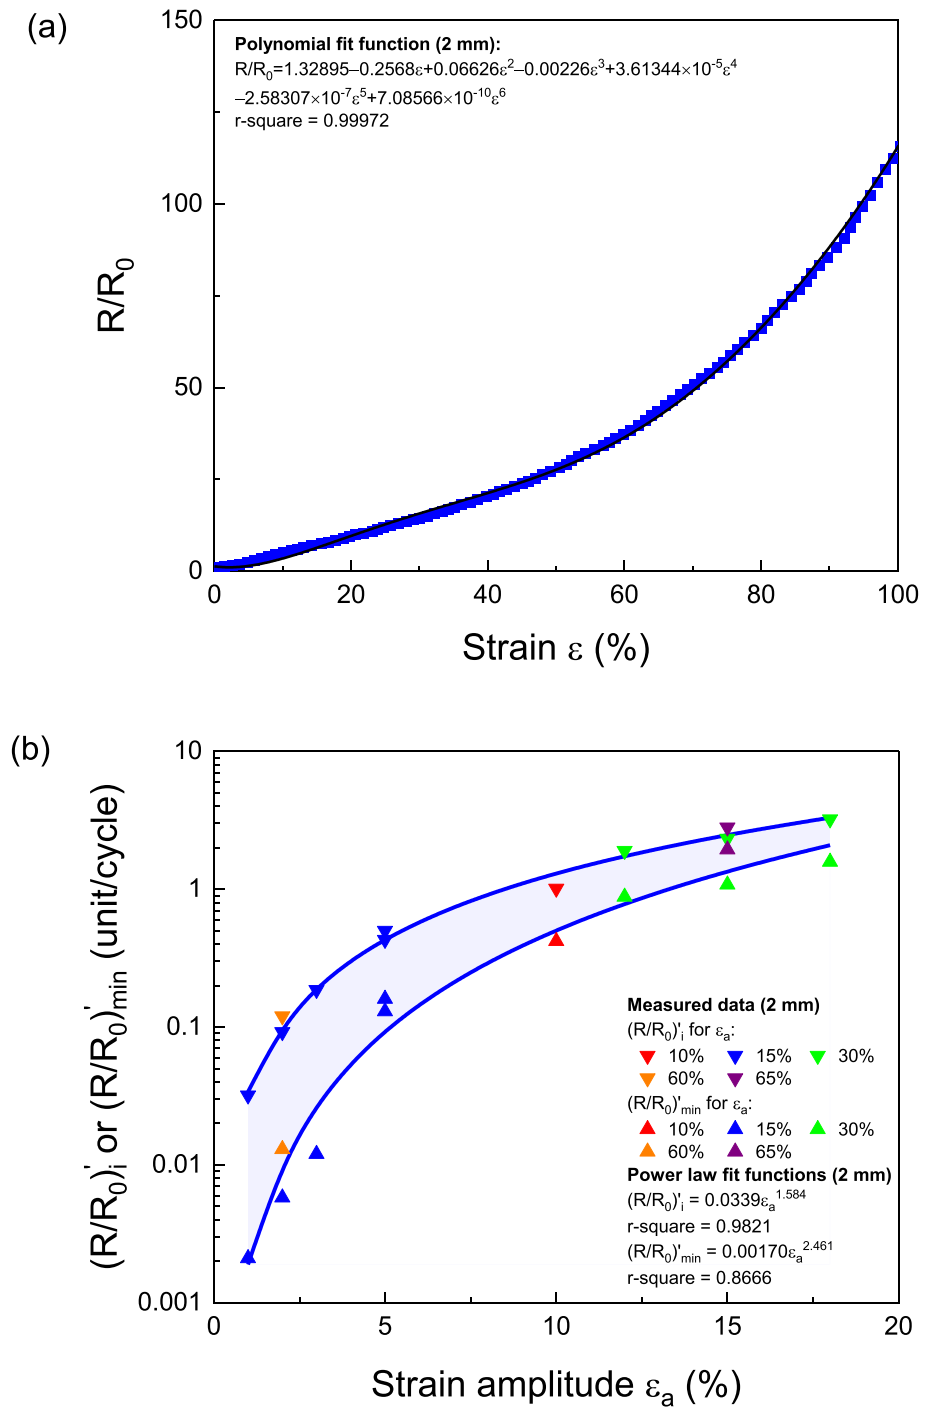 (a)
150
100
50
0
R/R0
Polynomial fit function (2 mm):
R/R0=1.32895–0.2568ε+0.06626ε2–0.00226ε3+3.61344×10-5ε4
–2.58307×10-7ε5+7.08566×10-10ε6
r-square = 0.99972
0 20 40 60 80 100
Strain ε (%)
(b)
10
1
0.1
0.01
0.001
(R/R0)'i or (R/R0)'min (unit/cycle)
Measured data (2 mm)
(R/R0)'i for εa:
10% 15% 30%
60% 65%
(R/R0)'min for εa:
10% 15% 30%
60% 65%
Power law fit functions (2 mm)
(R/R0)'i = 0.0339εa1.584
r-square = 0.9821
(R/R0)'min = 0.00170εa2.461
r-square = 0.8666
0 5 10 15 20
Strain amplitude εa (%)